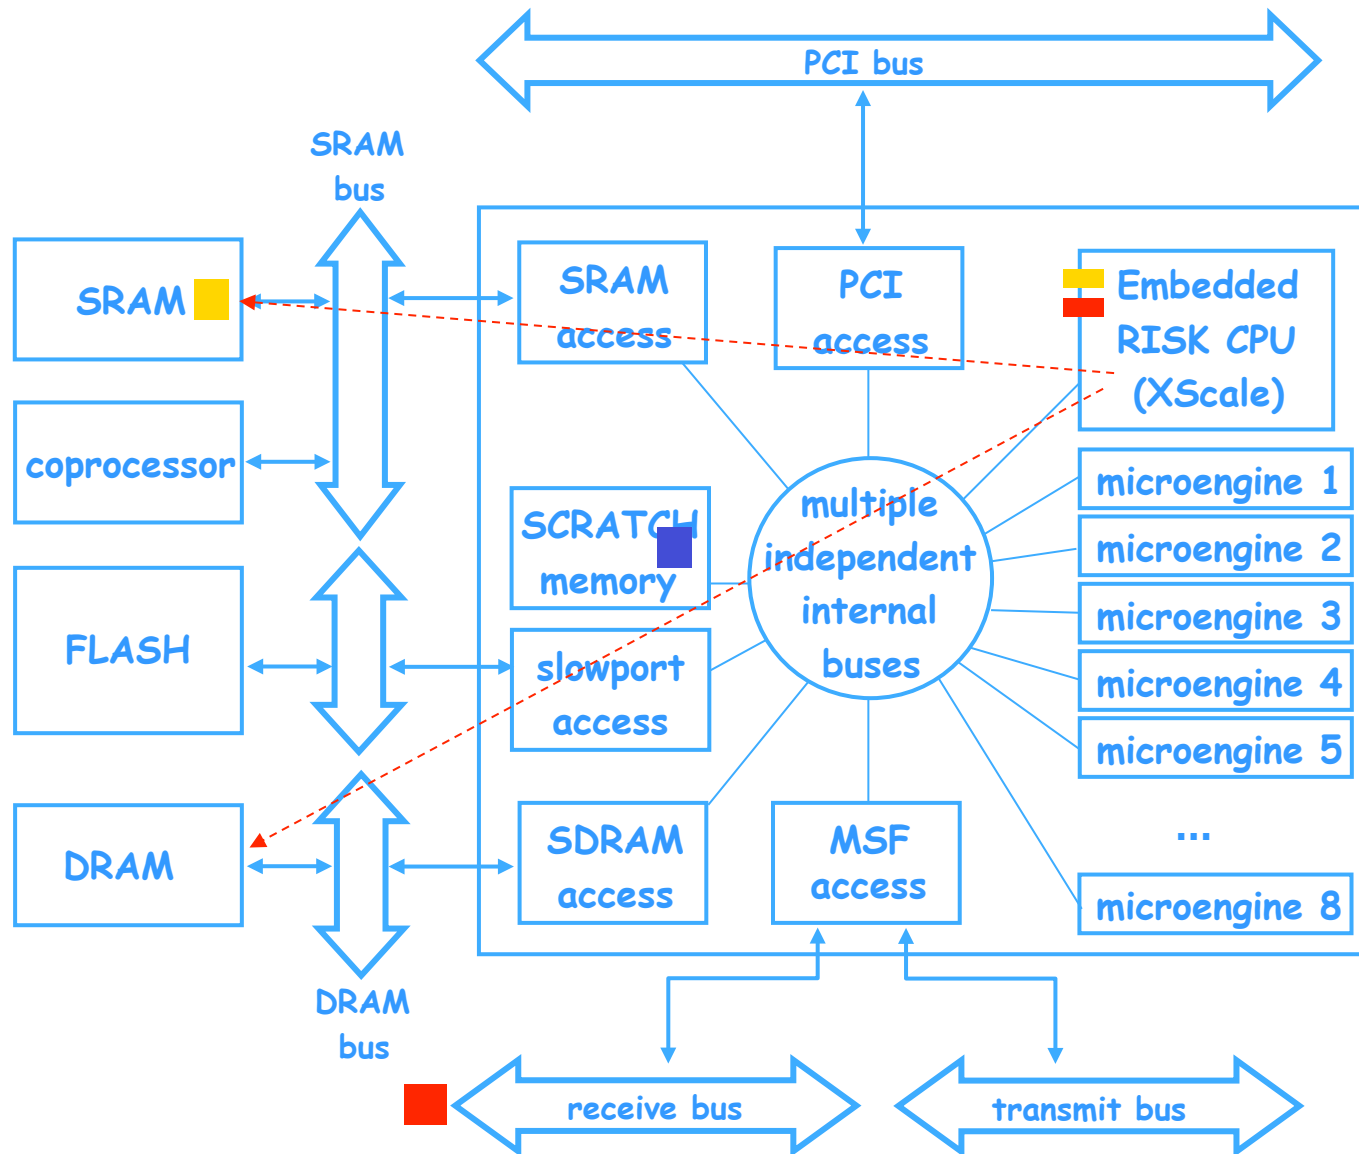 PCI bus
SRAM
bus
SRAM
SRAM
access
PCI
access
Embedded
RISK CPU
(XScale)
coprocessor
microengine 1
SCRATCH
memory
multiple
independent
internal
buses
microengine 2
microengine 3
FLASH
slowport
access
microengine 4
microengine 5
DRAM
SDRAM
access
MSF
access
...
microengine 8
DRAM
bus
receive bus
transmit bus